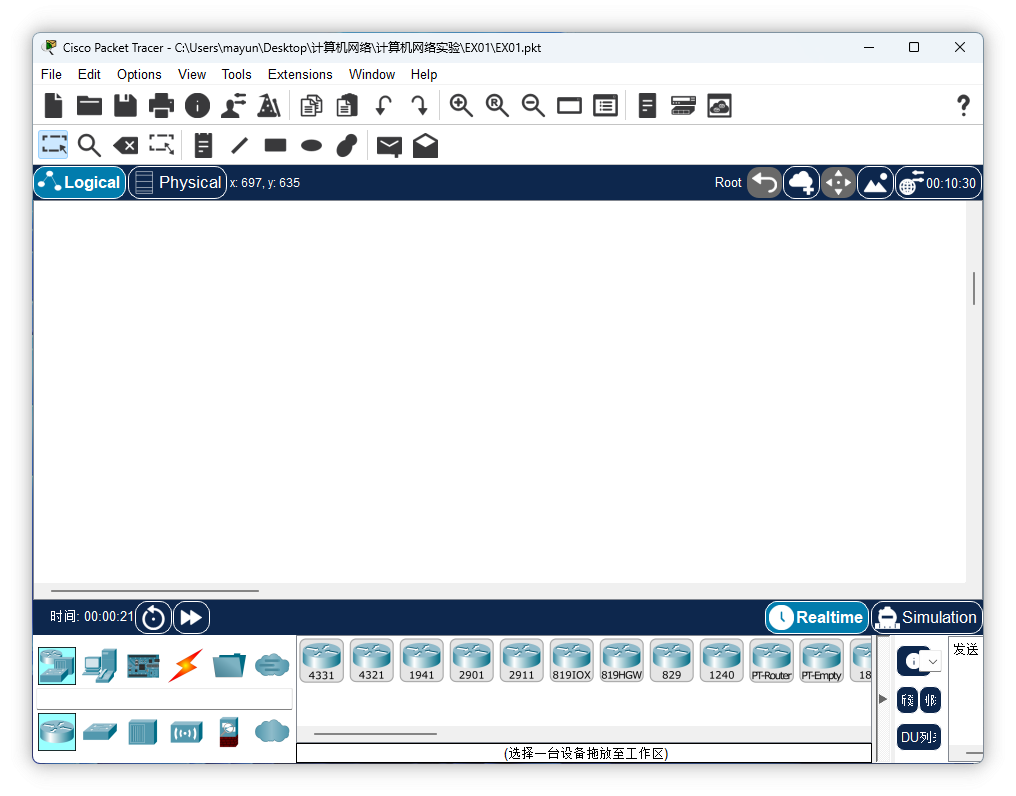 Cisco Packet Tracer - C:\Users\mayun\Desktop\计算机网络\计算机网络实验\EX01\EX01.pkt
File Edit Options View Tools Extensions Window Help
Logical Physical x: 697, y: 635 Root 00:10:30
时间: 00:00:21 Realtime Simulation
4331 4321 1941 2901 2911 819IOX 819HGW 829 1240 PT-Router PT-Empty 18
发送
DU列
(选择一台设备拖放至工作区)